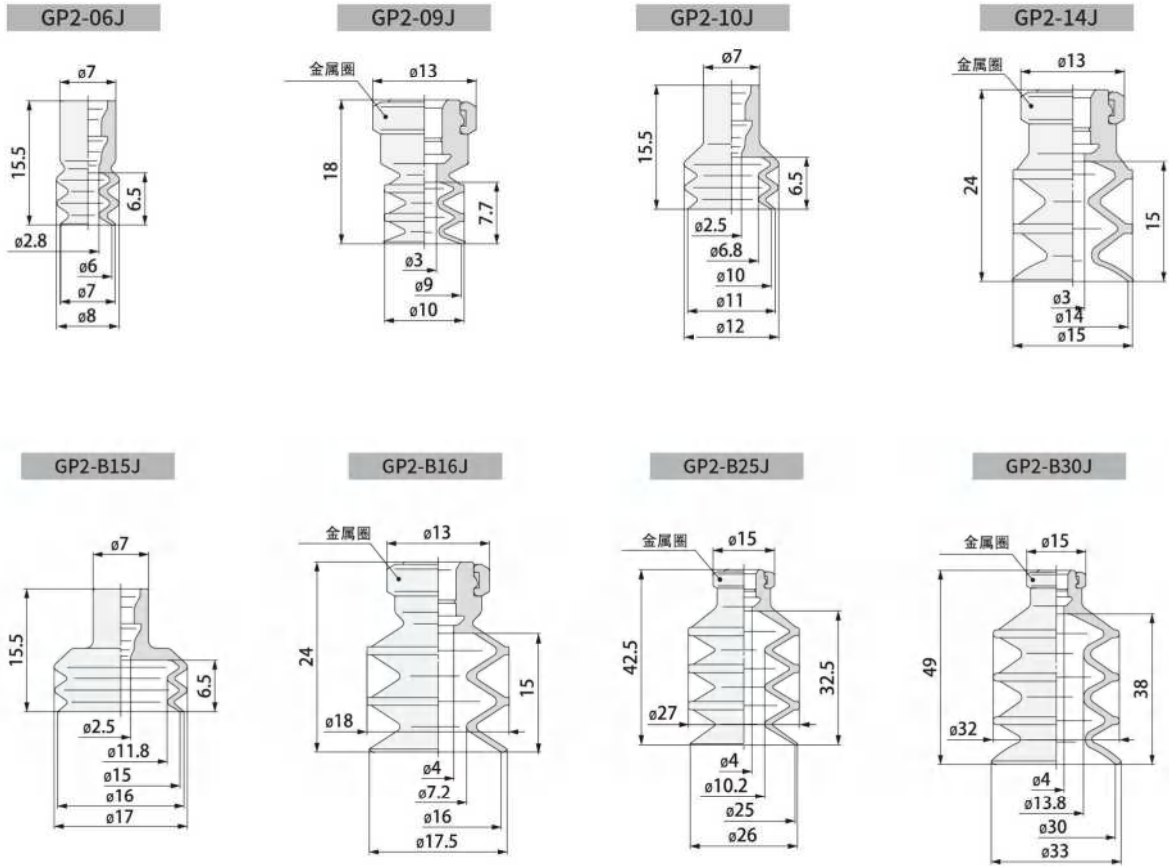 GP2-06J
GP2-09J
GP2-10J
GP2-14J
ø7
15.5
6.5
ø2.8
ø6
ø7
ø8
金属圈
ø13
18
7.7
ø3
ø9
ø10
ø7
15.5
6.5
ø2.5
ø6.8
ø10
ø11
ø12
金属圈
ø13
24
15
ø3
ø14
ø15
GP2-B15J
GP2-B16J
GP2-B25J
GP2-B30J
ø7
15.5
6.5
ø2.5
ø11.8
ø15
ø16
ø17
金属圈
ø13
24
15
ø18
ø4
ø7.2
ø16
ø17.5
金属圈
ø15
42.5
32.5
ø27
ø4
ø10.2
ø25
ø26
金属圈
ø15
49
38
ø32
ø4
ø13.8
ø30
ø33